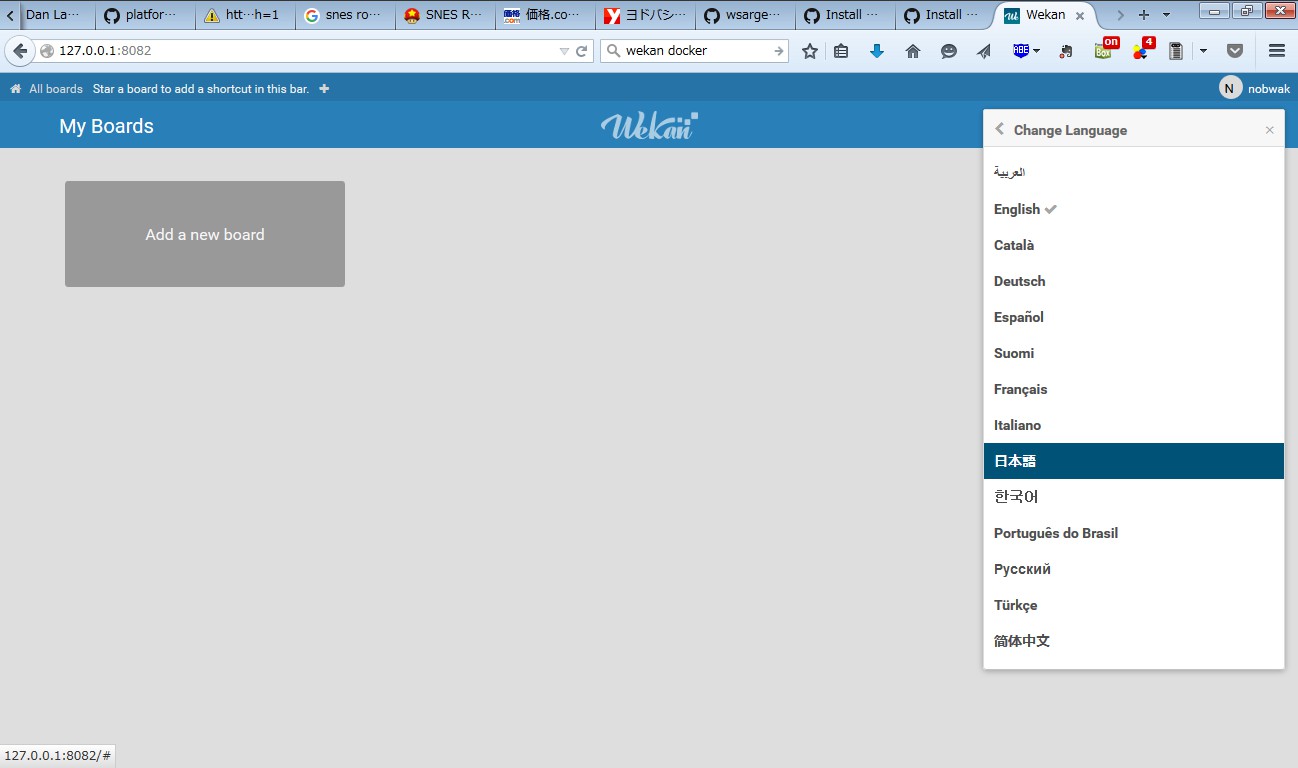 Dan La…
platfor…
htt…h=1
snes ro…
SNES R…
価格.co…
ヨドバシ…
wsarge…
Install …
Install …
Wekan
127.0.0.1:8082
wekan docker
ABE
on
Box
4
All boards
Star a board to add a shortcut in this bar.
N
nobwak
My Boards
Wekan
Change Language
العربية
English
Català
Deutsch
Español
Suomi
Français
Italiano
日本語
한국어
Português do Brasil
Русский
Türkçe
简体中文
Add a new board
127.0.0.1:8082/#